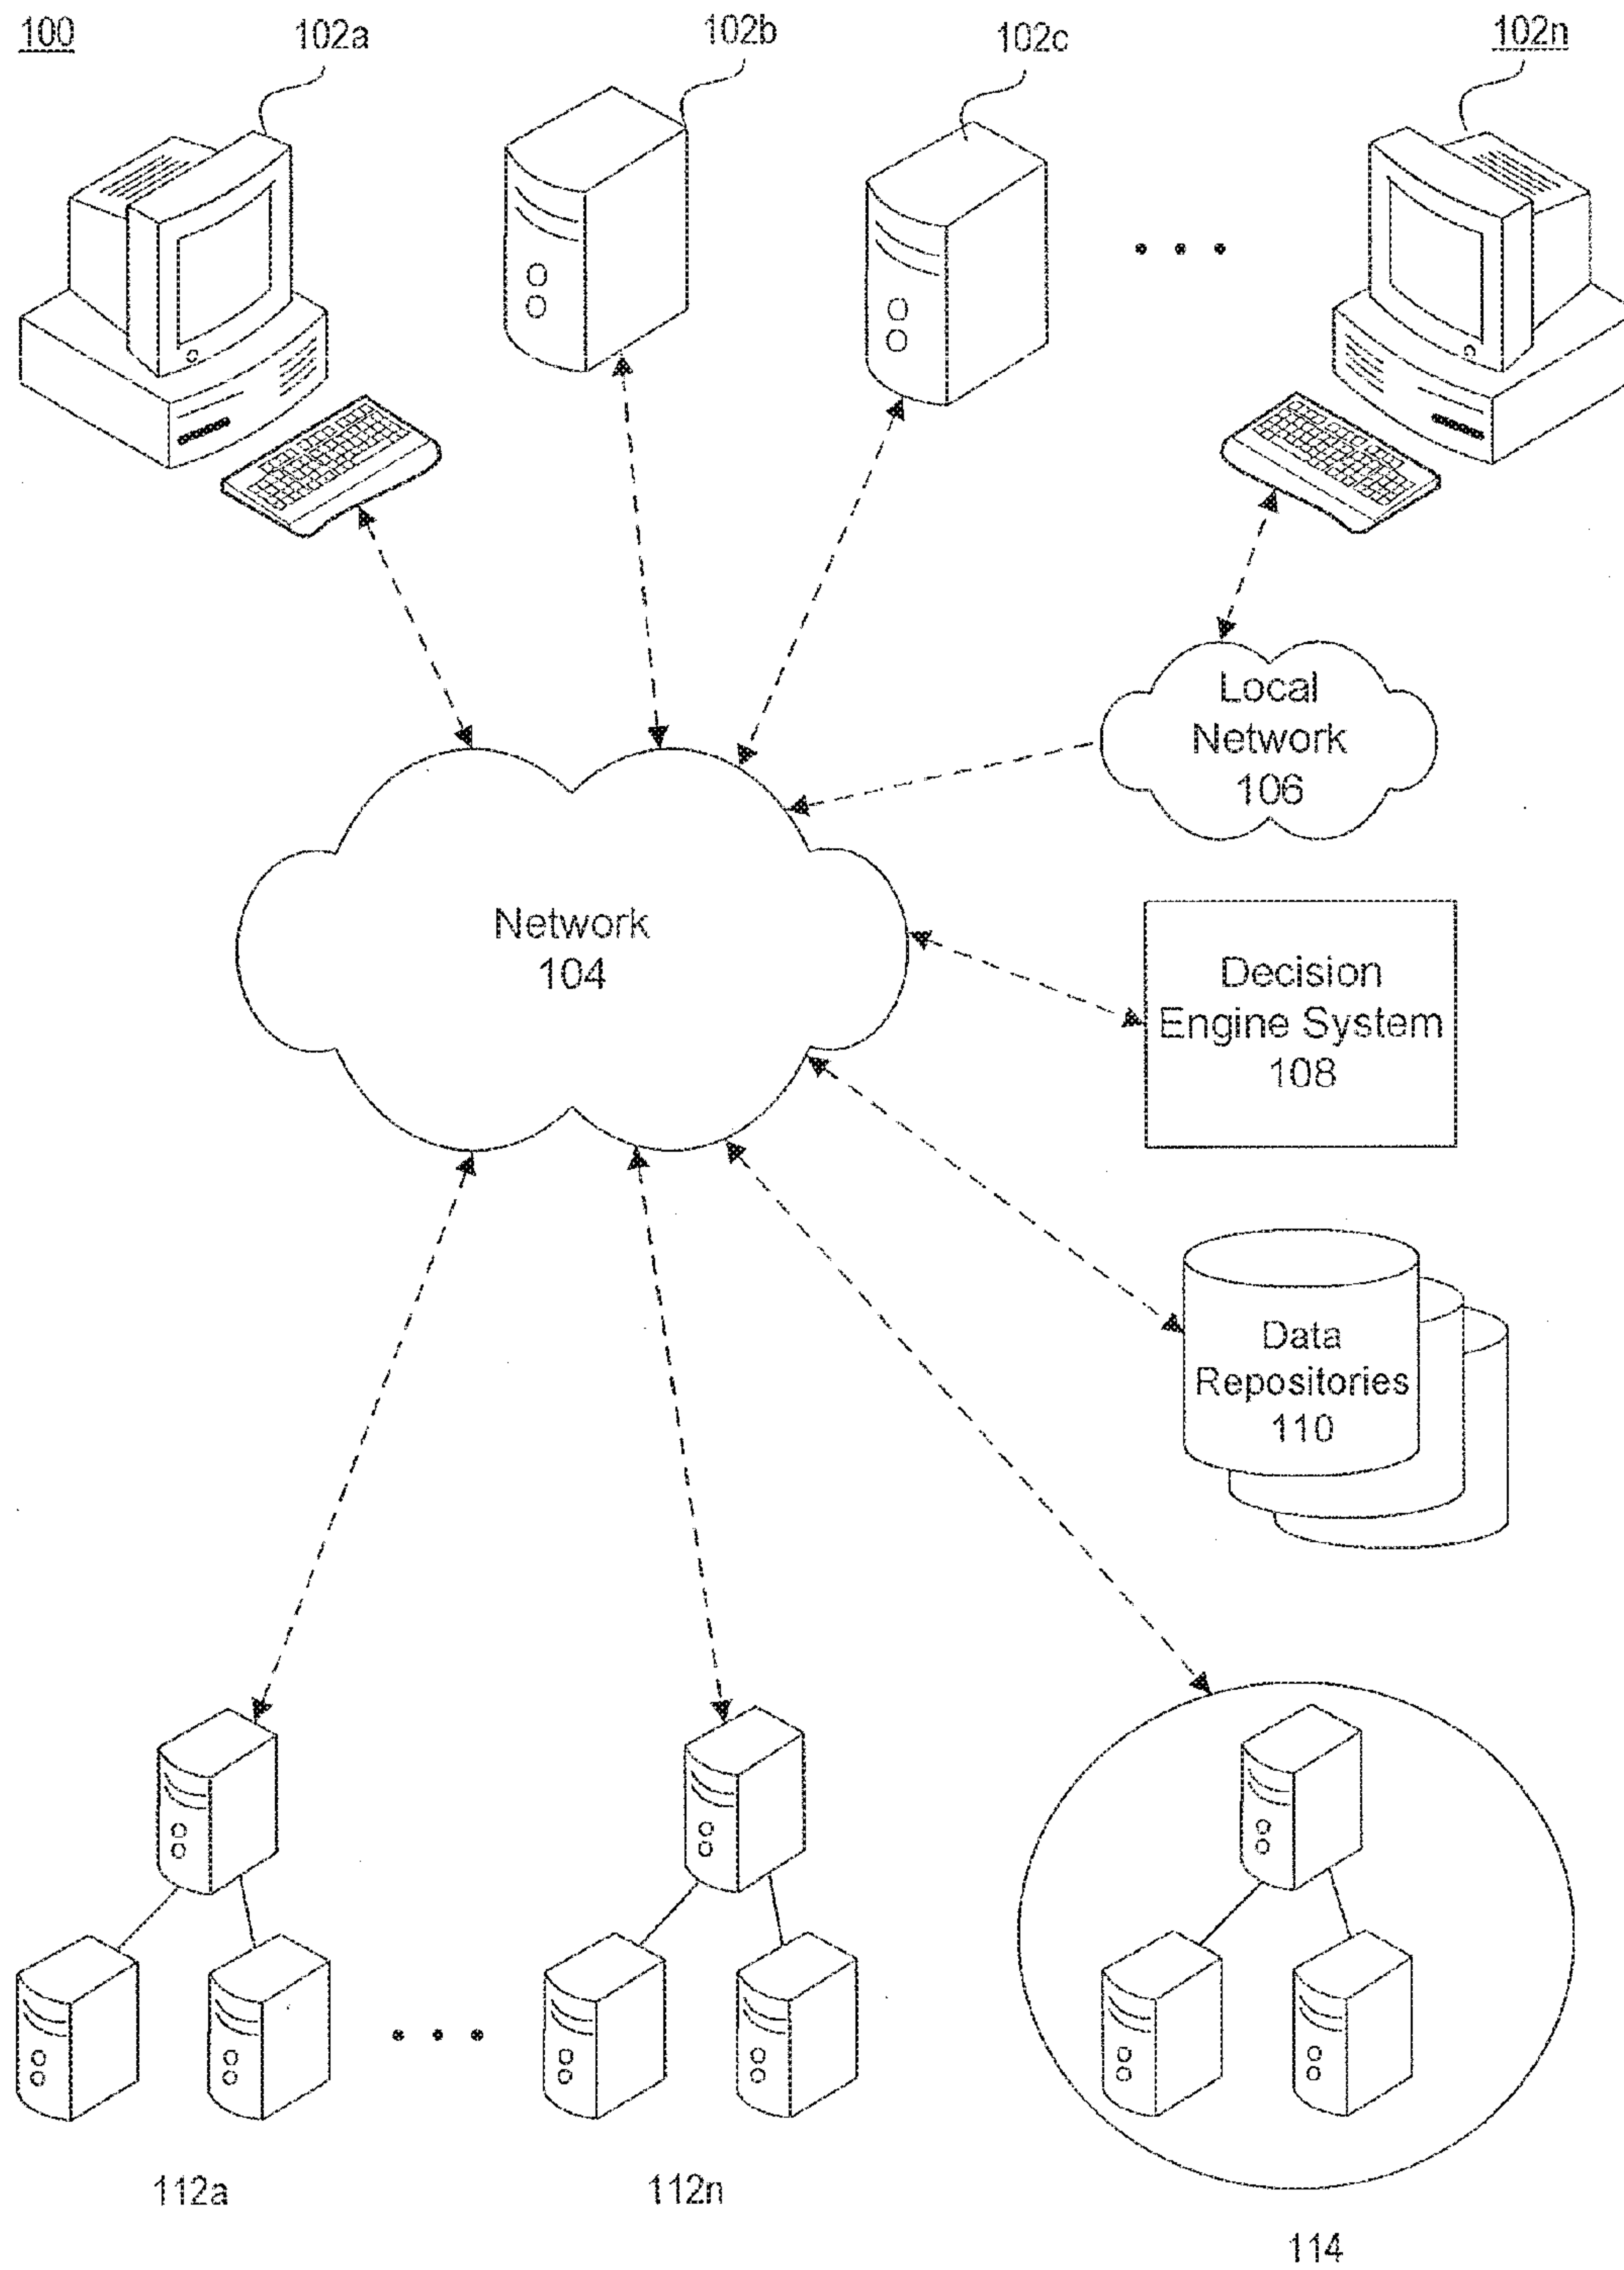 100
102a
102b
102c
102n
Local
Network
106
Network
104
Decision
Engine System
108
Data
Repositories
110
112a
112n
114